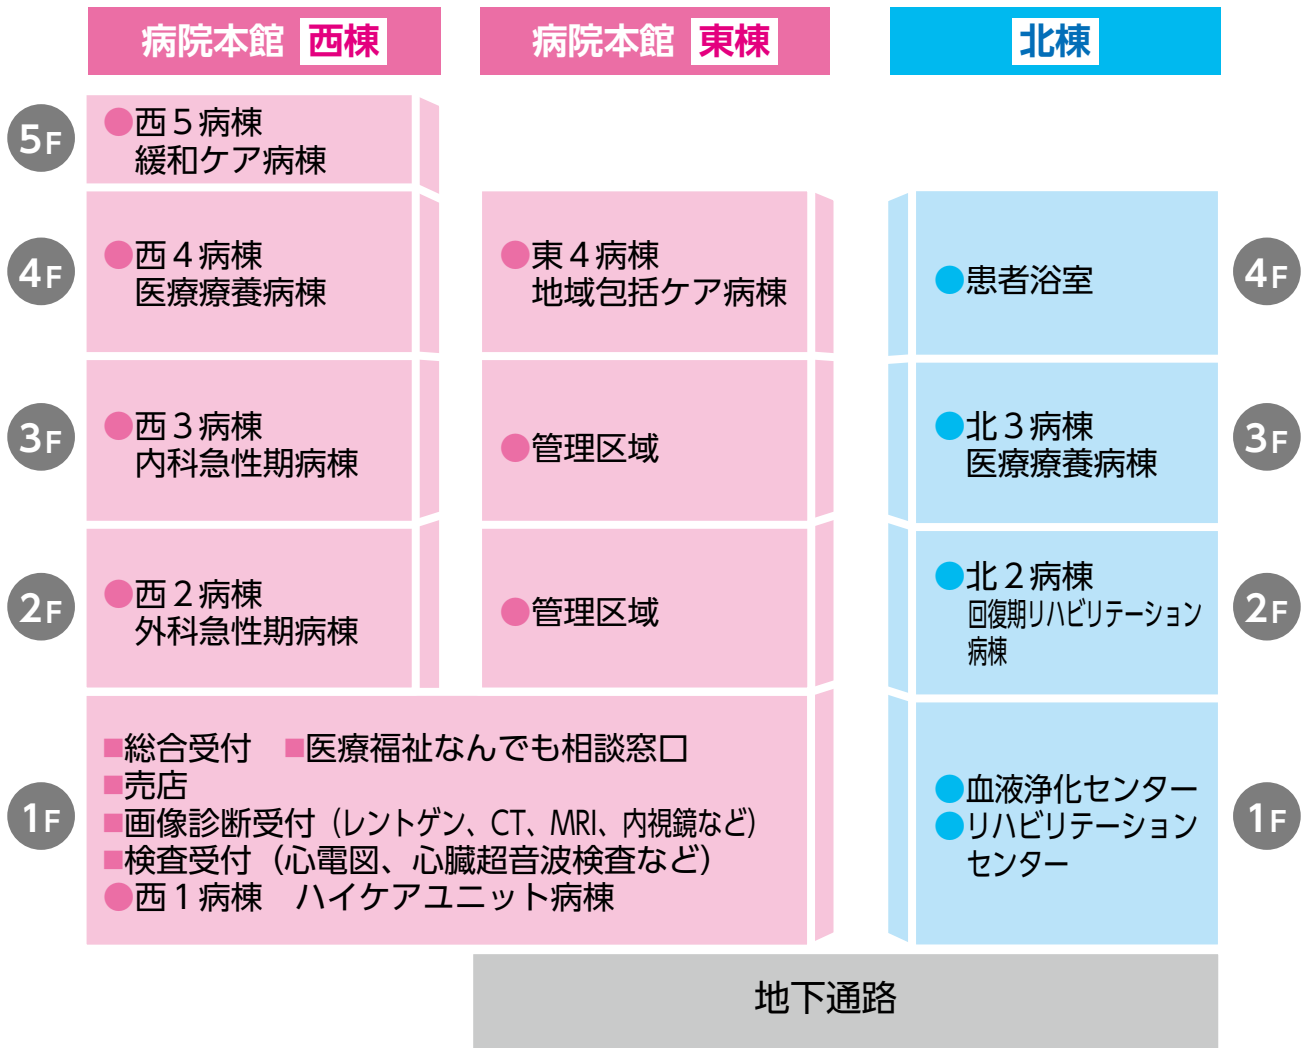 病院本館 西棟
病院本館 東棟
北棟
5F
●西５病棟
緩和ケア病棟
4F
●西４病棟
医療療養病棟
●東４病棟
地域包括ケア病棟
●患者浴室
4F
3F
●西３病棟
内科急性期病棟
●管理区域
●北３病棟
医療療養病棟
3F
2F
●西２病棟
外科急性期病棟
●管理区域
●北２病棟
回復期リハビリテーション
病棟
2F
1F
■総合受付　■医療福祉なんでも相談窓口
■売店
■画像診断受付（レントゲン、CT、MRI、内視鏡など）
■検査受付（心電図、心臓超音波検査など）
●西１病棟　ハイケアユニット病棟
●血液浄化センター
●リハビリテーション
センター
1F
地下通路